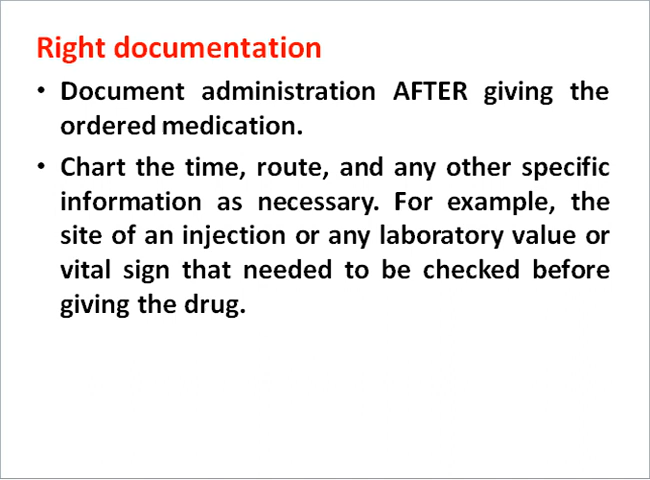 Right documentation
• Document administration AFTER giving the
ordered medication.
• Chart the time, route, and any other specific
information as necessary. For example, the
site of an injection or any laboratory value or
vital sign that needed to be checked before
giving the drug.